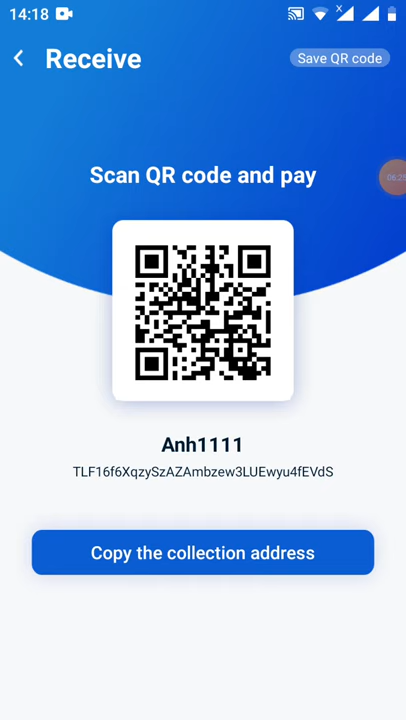 14:18
Receive
Save QR code
Scan QR code and pay
Anh1111
TLF16f6XqzySzAZAmbzew3LUEwyu4fEVdS
Copy the collection address